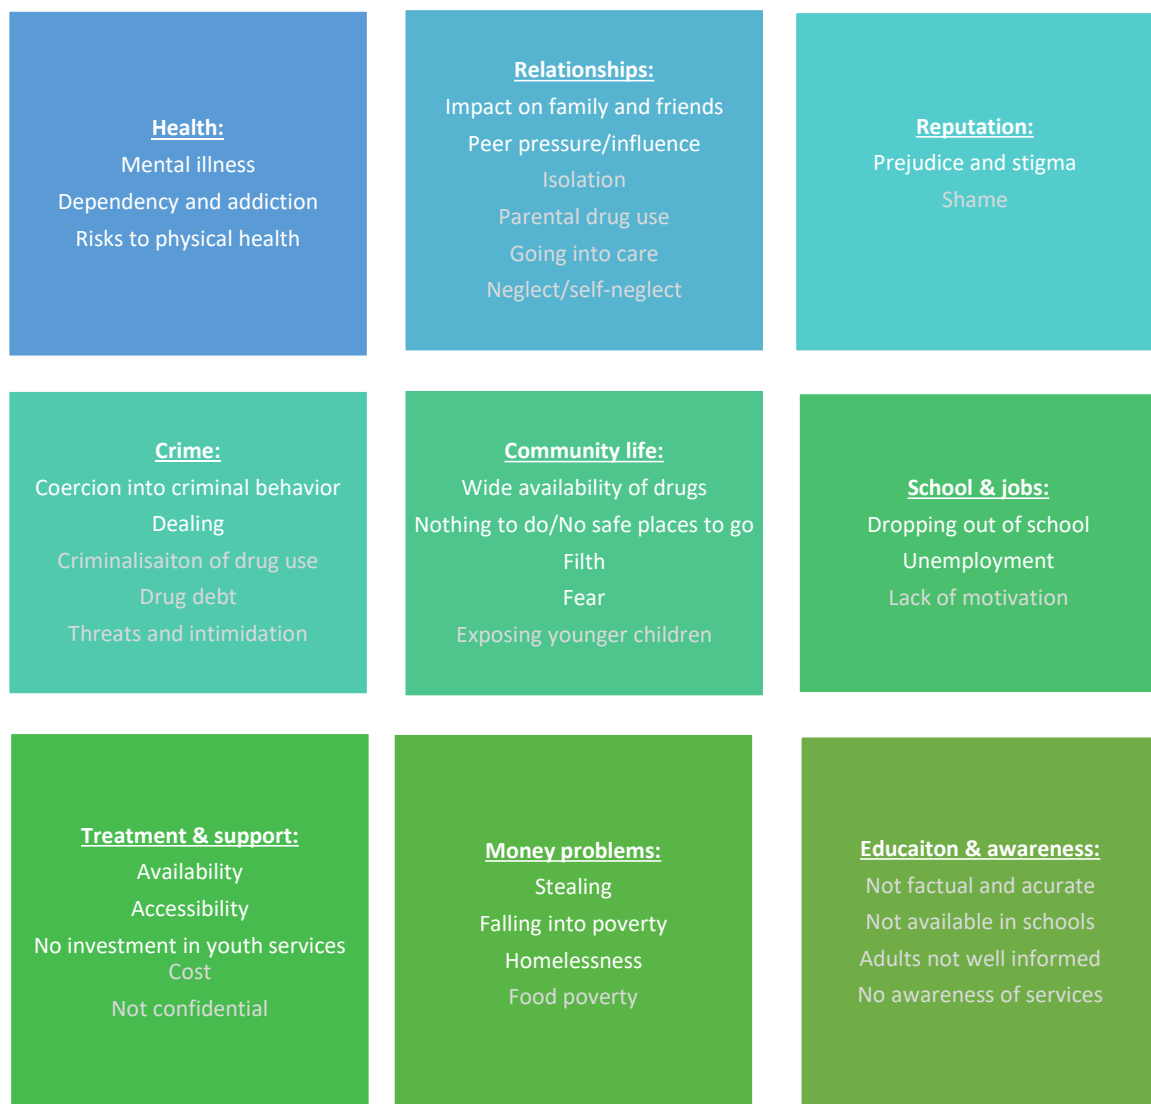 Health:
Mental illness
Dependency and addiction
Risks to physical health
Relationships:
Impact on family and friends
Peer pressure/influence
Isolation
Parental drug use
Going into care
Neglect/self-neglect
Reputation:
Prejudice and stigma
Shame
Crime:
Coercion into criminal behavior
Dealing
Criminalisaiton of drug use
Drug debt
Threats and intimidation
Community life:
Wide availability of drugs
Nothing to do/No safe places to go
Filth
Fear
Exposing younger children
School & jobs:
Dropping out of school
Unemployment
Lack of motivation
Treatment & support:
Availability
Accessibility
No investment in youth services
Cost
Not confidential
Money problems:
Stealing
Falling into poverty
Homelessness
Food poverty
Educaiton & awareness:
Not factual and acurate
Not available in schools
Adults not well informed
No awareness of services